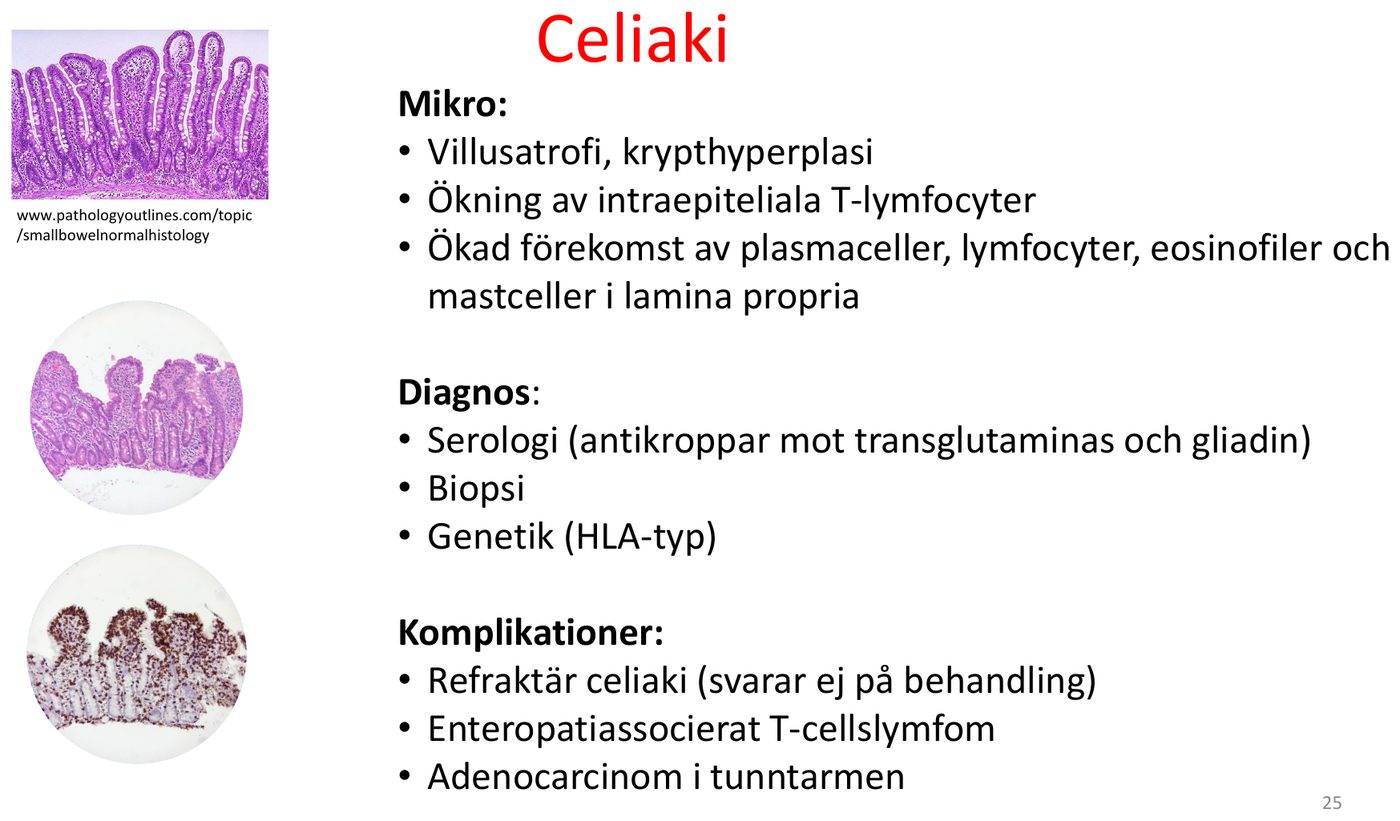 Celiaki
www.pathologyoutlines.com/topic
/smallbowelnormalhistology
Mikro:
• Villusatrofi, krypthyperplasi
• Ökning av intraepiteliala T-lymfocyter
• Ökad förekomst av plasmaceller, lymfocyter, eosinofiler och
mastceller i lamina propria
Diagnos:
• Serologi (antikroppar mot transglutaminas och gliadin)
• Biopsi
• Genetik (HLA-typ)
Komplikationer:
• Refraktär celiaki (svarar ej på behandling)
• Enteropatiassocierat T-cellslymfom
• Adenocarcinom i tunntarmen
25